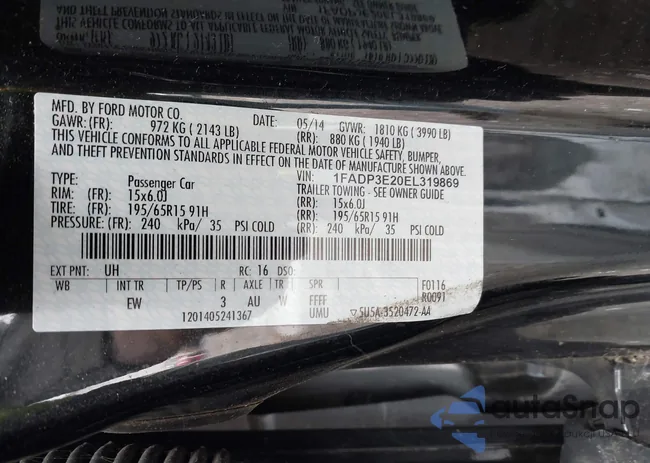 MFD. BY FORD MOTOR CO.
DATE: 05/14 GVWR: 1810 KG ( 3990 LB)
GAWR: (FR): 972 KG ( 2143 LB) (RR): 880 KG ( 1940 LB)
THIS VEHICLE CONFORMS TO ALL APPLICABLE FEDERAL MOTOR VEHICLE SAFETY, BUMPER,
AND THEFT PREVENTION STANDARDS IN EFFECT ON THE DATE OF MANUFACTURE SHOWN ABOVE.
VIN: 1FADP3E20EL319869
TYPE: Passenger Car TRAILER TOWING - SEE OWNER GUIDE
RIM: (FR) 15x6.0J (RR) 15x6.0J
TIRE: (FR) 195/65R15 91H (RR) 195/65R15 91H
PRESSURE: (FR) 240 kPa/ 35 PSI COLD (RR) 240 kPa/ 35 PSI COLD
EXT PNT: UH RC: 16 DSO:
WB INT TR TP/PS R AXLE TR SPR F0116
EW 3 AU W FFFF R0091
1201405241367 UMU 5U5A-3520472-AA
autoSnap